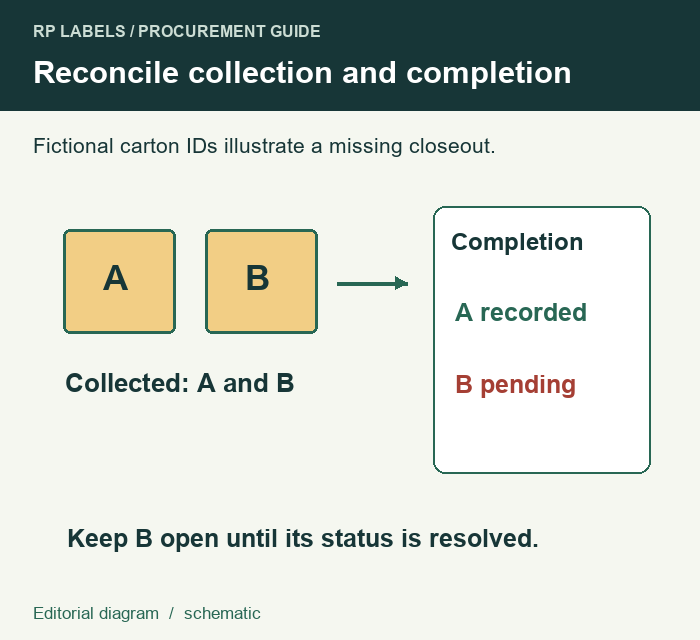 RP LABELS / PROCUREMENT GUIDE
Reconcile collection and completion
Fictional carton IDs illustrate a missing closeout.
A
B
Collected: A and B
Completion
A recorded
B pending
Keep B open until its status is resolved.
Editorial diagram / schematic